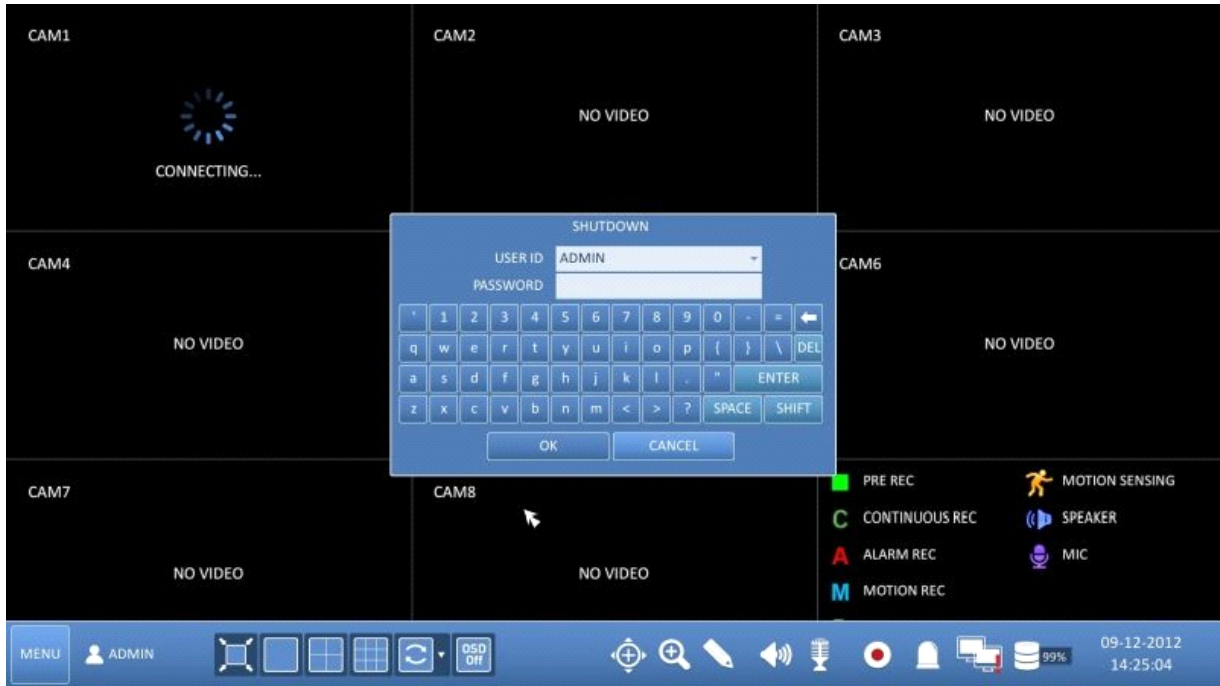 CAM1
CAM2
CAM3
NO VIDEO
NO VIDEO
CONNECTING...
SHUTDOWN
USER ID ADMIN
PASSWORD
' 1 2 3 4 5 6 7 8 9 0 - =
q w e r t y u i o p { } \ DEL
a s d f g h j k l . " ENTER
z x c v b n m < > ? SPACE SHIFT
OK CANCEL
CAM4
CAM6
NO VIDEO
NO VIDEO
CAM7
CAM8
NO VIDEO
NO VIDEO
PRE REC
MOTION SENSING
C CONTINUOUS REC
SPEAKER
A ALARM REC
MIC
M MOTION REC
MENU ADMIN
OSD
Off
99%
09-12-2012
14:25:04